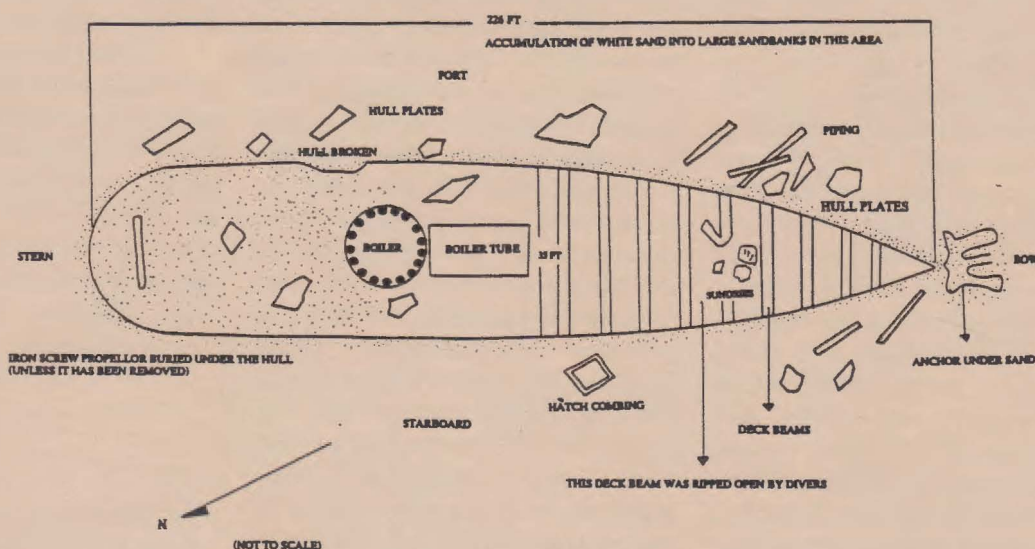 226 FT
ACCUMULATION OF WHITE SAND INTO LARGE SANDBANKS IN THIS AREA
PORT
HULL PLATES
PIPING
HULL BROKEN
HULL PLATES
BOILER
BOILER TUBE
35 FT
STERN
BOW
SUNDRIES
IRON SCREW PROPELLOR BURIED UNDER THE HULL
(UNLESS IT HAS BEEN REMOVED)
ANCHOR UNDER SAND
HATCH COMBING
STARBOARD
DECK BEAMS
THIS DECK BEAM WAS RIPPED OPEN BY DIVERS
N
(NOT TO SCALE)